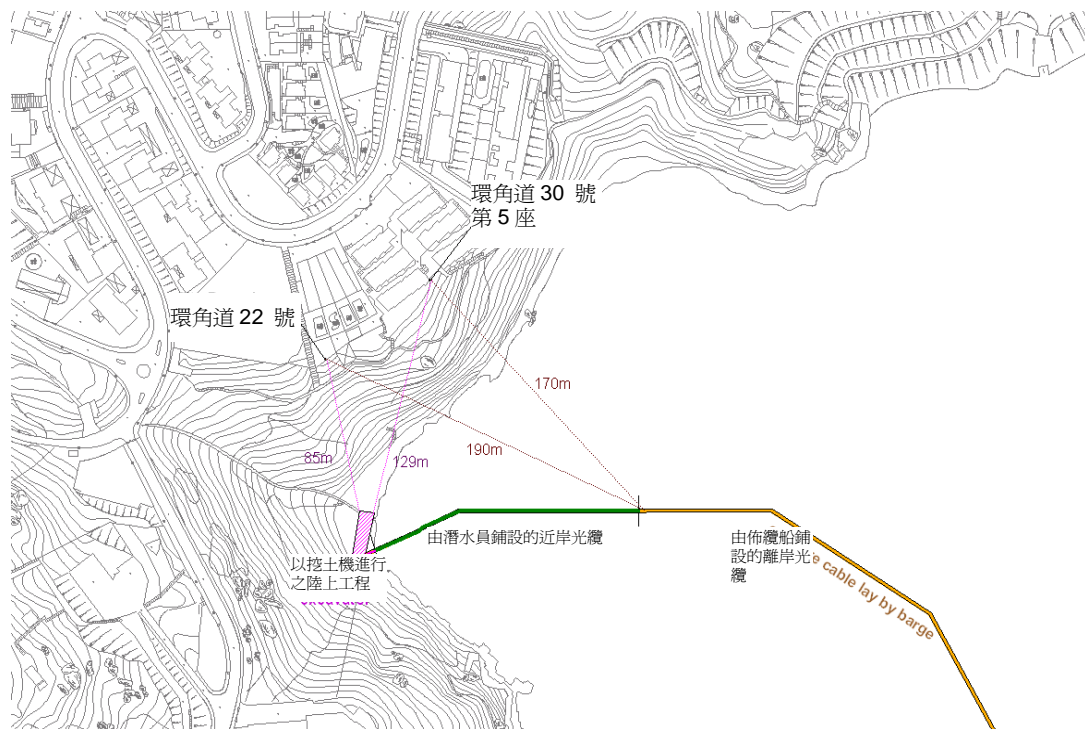 環角道 30 號
第 5 座
環角道 22 號
170m
190m
85m
129m
由潛水員鋪設的近岸光纜
由佈纜船鋪
設的離岸光
纜
e cable lay by barge
以挖土機進行
之陸上工程
excavator